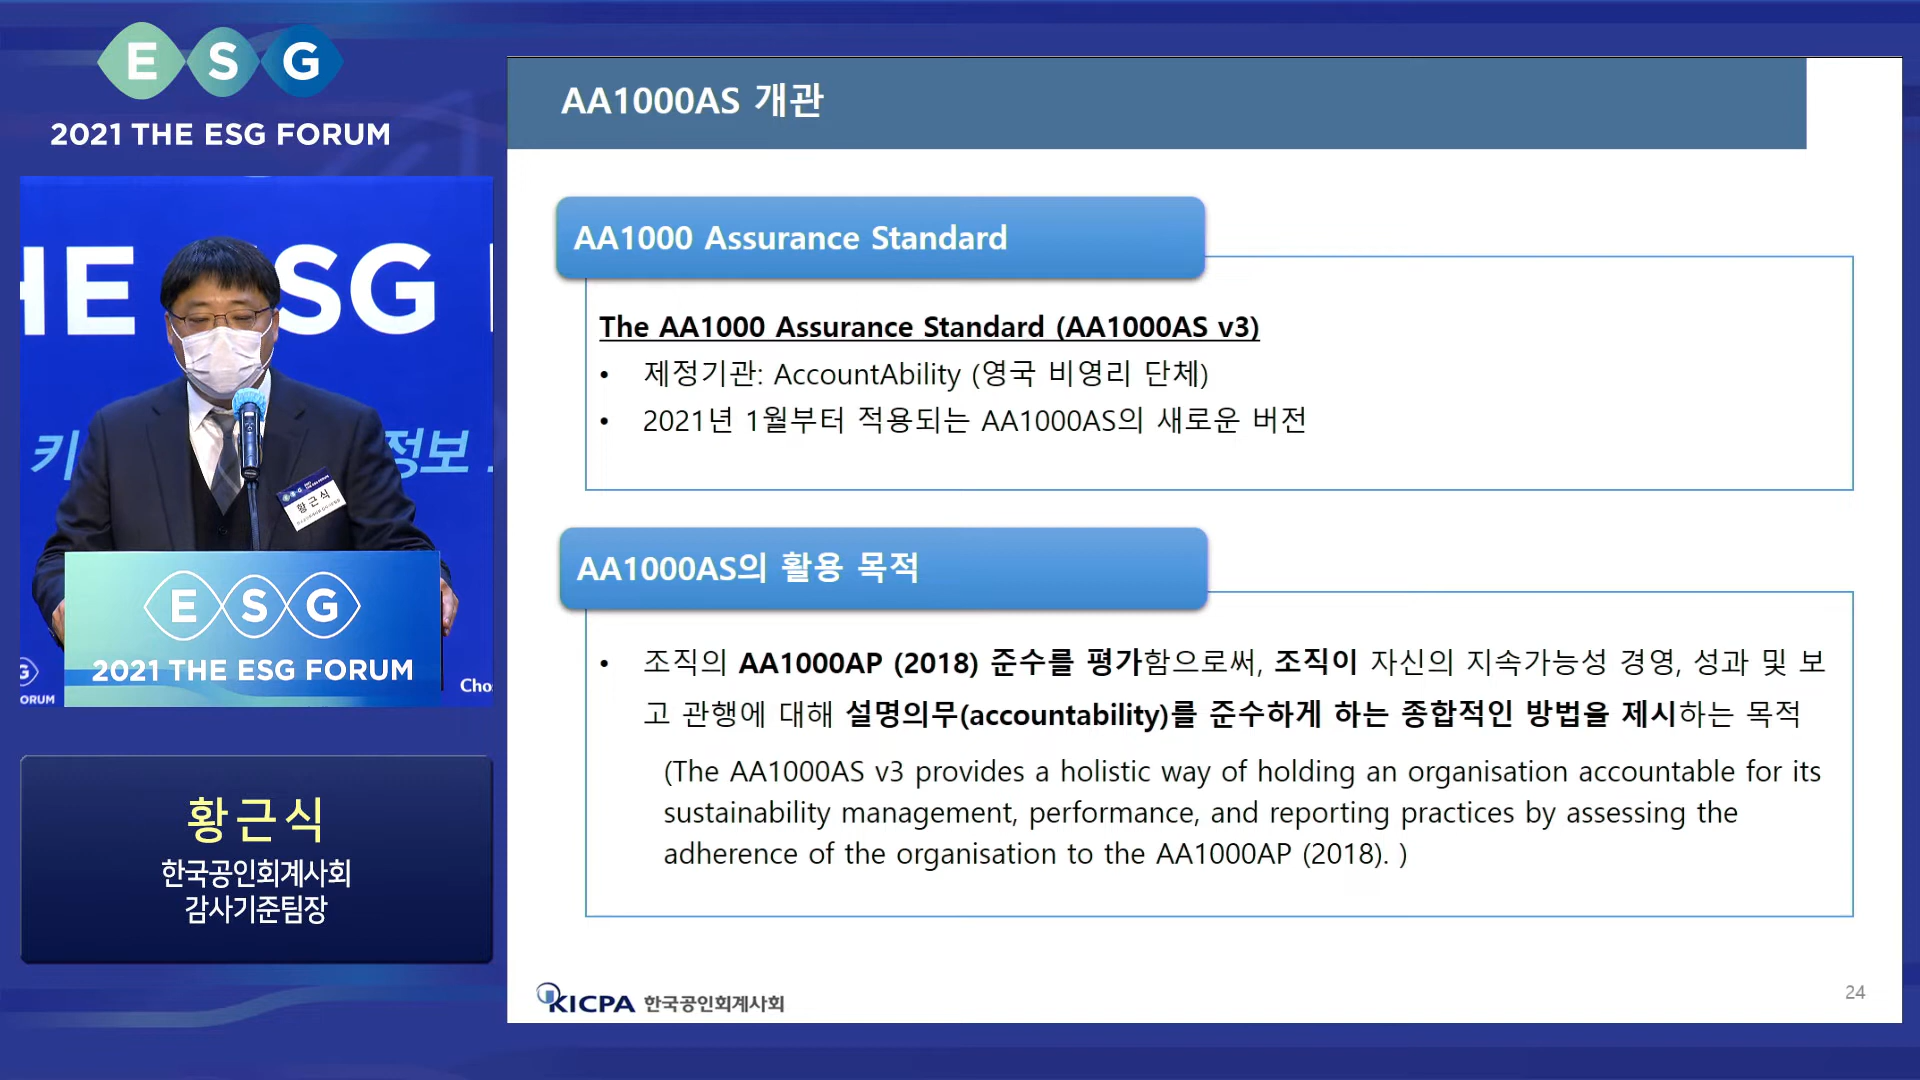 E S G
2021 THE ESG FORUM
HE ESG
키
정보
황근식
E S G
2021 THE ESG FORUM
ORUM
Cho
황근식
한국공인회계사회
감사기준팀장
AA1000AS 개관
AA1000 Assurance Standard
The AA1000 Assurance Standard (AA1000AS v3)
• 제정기관: AccountAbility (영국 비영리 단체)
• 2021년 1월부터 적용되는 AA1000AS의 새로운 버전
AA1000AS의 활용 목적
• 조직의 AA1000AP (2018) 준수를 평가함으로써, 조직이 자신의 지속가능성 경영, 성과 및 보
고 관행에 대해 설명의무(accountability)를 준수하게 하는 종합적인 방법을 제시하는 목적
(The AA1000AS v3 provides a holistic way of holding an organisation accountable for its
sustainability management, performance, and reporting practices by assessing the
adherence of the organisation to the AA1000AP (2018). )
KICPA 한국공인회계사회
24